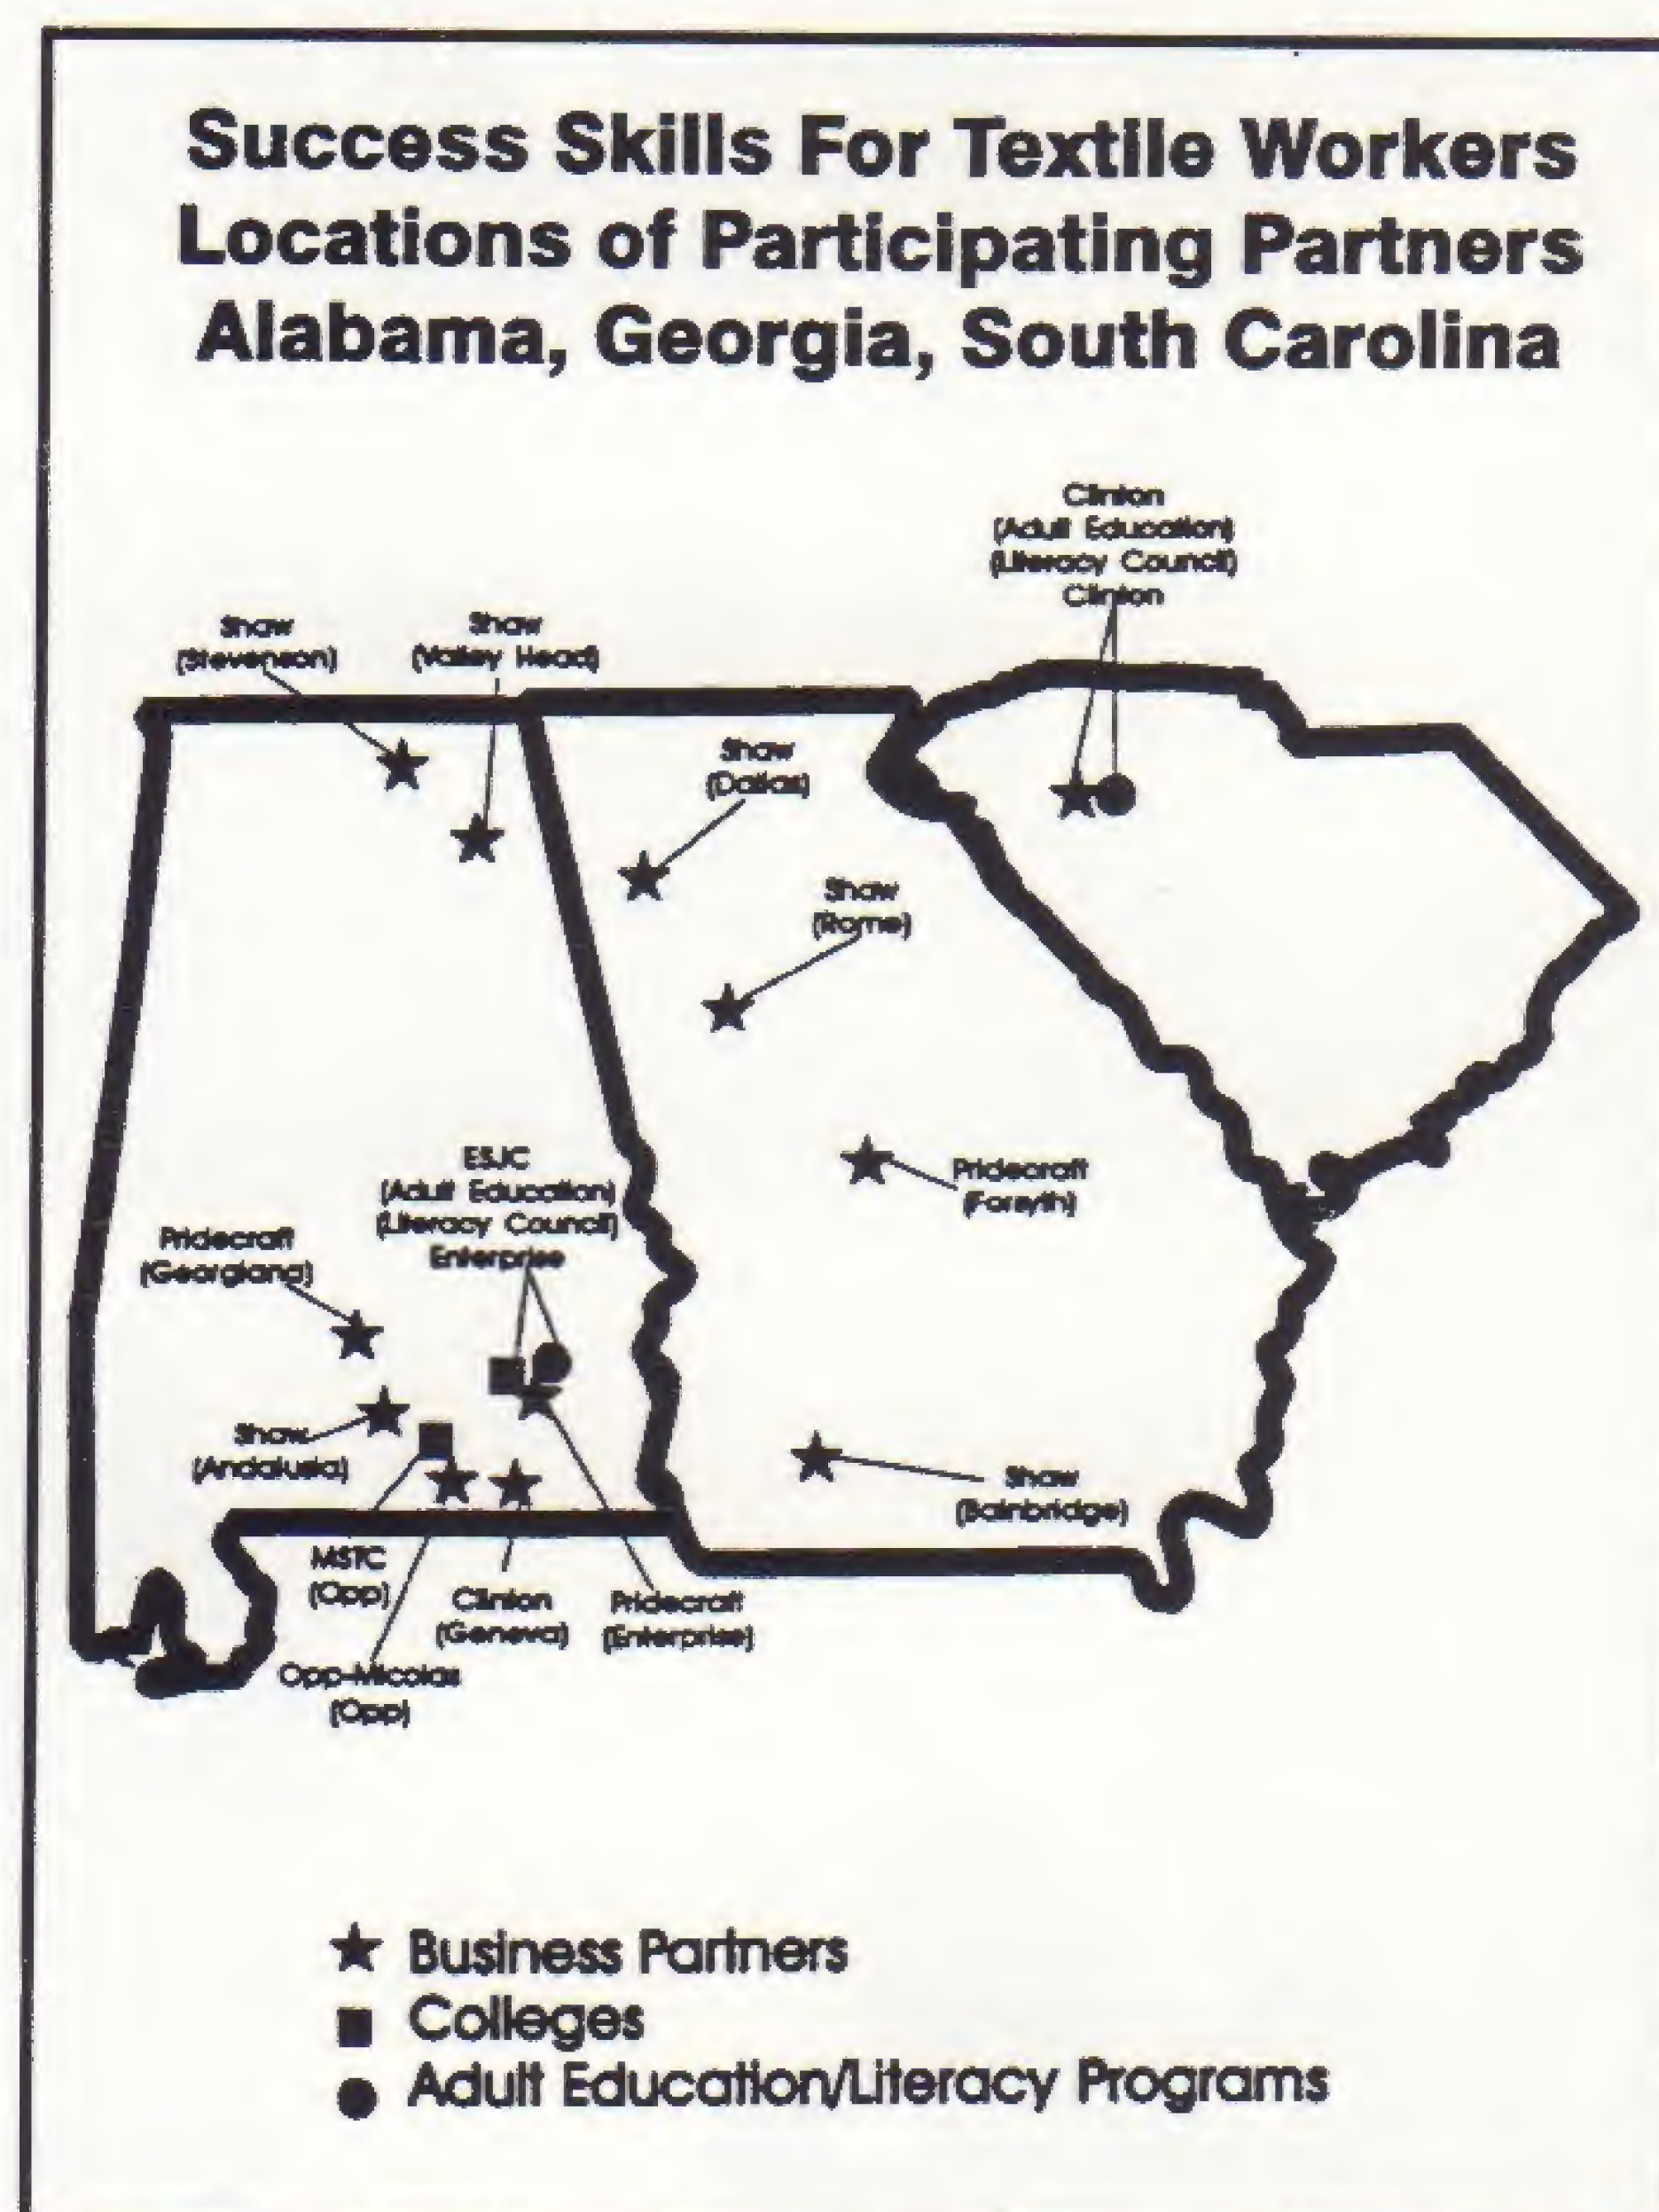 Success Skills For Textile Workers
Locations of Participating Partners
Alabama, Georgia, South Carolina
Clinton
(Adult Education)
(Literacy Council)
Clinton
Shaw
(Stevenson)
Shaw
(Valley Head)
Shaw
(Dallas)
Shaw
(Rome)
ESJC
(Adult Education)
(Literacy Council)
Enterprise
Pridecraft
(Forsyth)
Pridecraft
(Georgiana)
Shaw
(Andalusia)
Shaw
(Bainbridge)
MSTC
(Opp)
Clinton
(Geneva)
Pridecraft
(Enterprise)
Opp-Micolas
(Opp)
Business Partners
Colleges
Adult Education/Literacy Programs